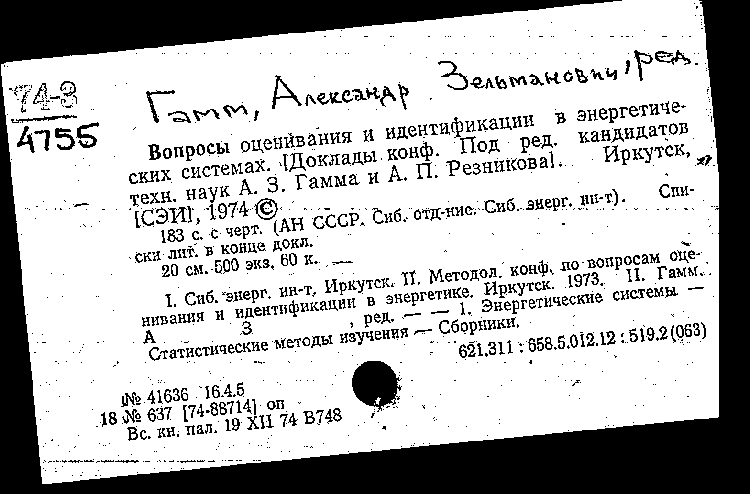 74-3
4755
Гамм, Александр Зельманович, ред.
Вопросы оценивания и идентификации в энергетиче-
ских системах. [Доклады конф. Под ред. кандидатов
техн. наук А. З. Гамма и А. П. Резникова]. Иркутск,
[СЭИ], 1974 ©
183 с. с черт. (АН СССР. Сиб. отд-ние. Сиб. энерг. ин-т). Спи-
ски лит. в конце докл.
20 см. 500 экз. 60 к. —
I. Сиб. энерг. ин-т, Иркутск. II. Методол. конф. по вопросам оце-
нивания и идентификации в энергетике. Иркутск. 1973. II. Гамм,
А З , ред. — — 1. Энергетические системы —
Статистические методы изучения — Сборники.
621.311 : 658.5.012.12 : 519.2 (063)
№ 41636 16.4.5
18 № 637 [74-88714] оп
Вс. кн. пал. 19 XII 74 В748